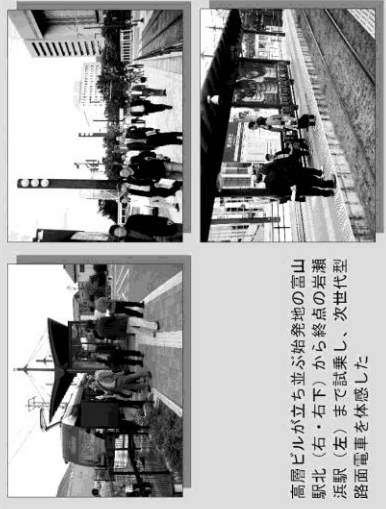 高層ビルが立ち並ぶ始発地の富山
駅北（右・右下）から終点の岩瀬
浜駅（左）まで試乗し、次世代型
路面電車を体感した